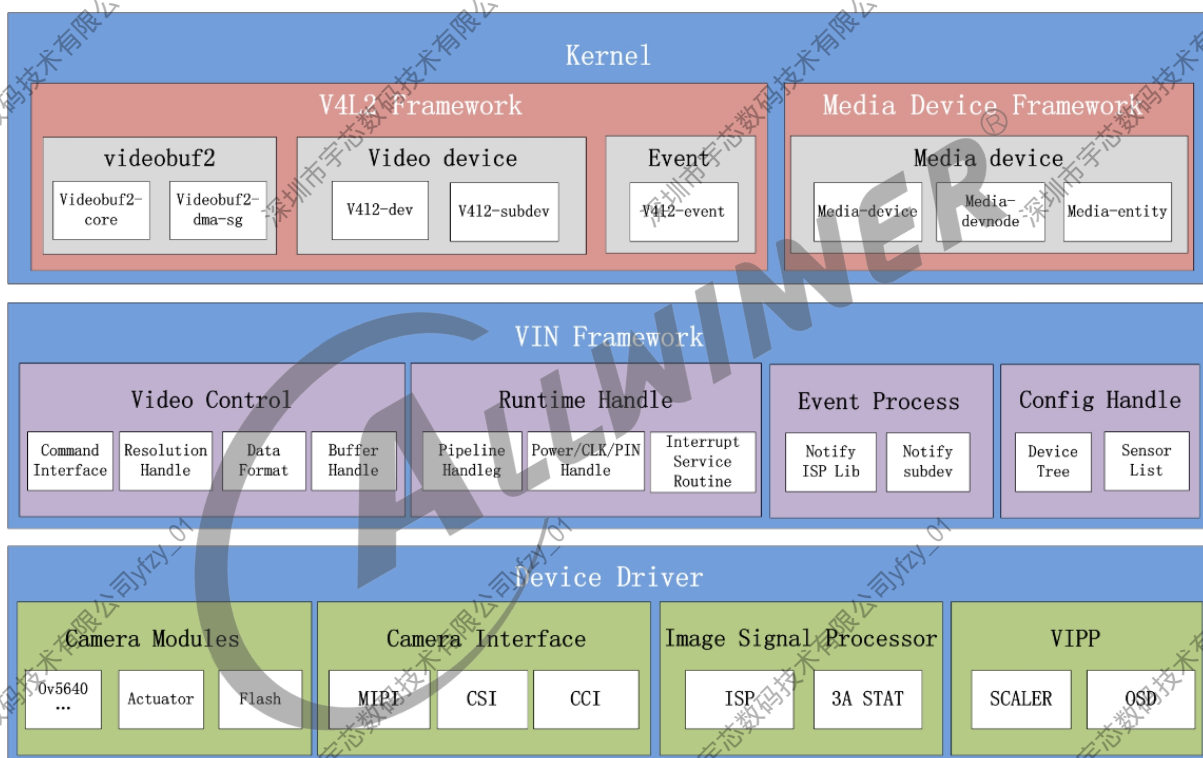 Kernel
V4L2 Framework
Media Device Framework
videobuf2
Video device
Event
Media device
Videobuf2-
core
Videobuf2-
dma-sg
V4l2-dev
V4l2-subdev
V4l2-event
Media-device
Media-
devnode
Media-entity
VIN Framework
Video Control
Runtime Handle
Event Process
Config Handle
Command
Interface
Resolution
Handle
Data
Format
Buffer
Handle
Pipeline
Handleg
Power/CLK/PIN
Handle
Interrupt
Service
Routine
Notify
ISP Lib
Notify
subdev
Device
Tree
Sensor
List
Device Driver
Camera Modules
Camera Interface
Image Signal Processor
VIPP
Ov5640
...
Actuator
Flash
MIPI
CSI
CCI
ISP
3A STAT
SCALER
OSD
ALLWINNER®
深圳市宇芯数码技术有限公司yfzy_01